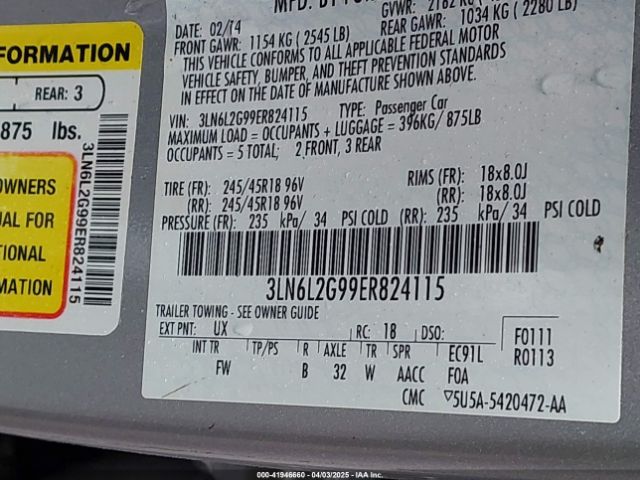 FORMATION
REAR: 3
875 lbs.
OWNERS
UAL FOR
TIONAL
MATION
3LN6L2G99ER824115
MFD. BY
GVWR: 2182 KG
DATE: 02/14
REAR GAWR: 1034 KG (2280 LB)
FRONT GAWR: 1154 KG (2545 LB)
THIS VEHICLE CONFORMS TO ALL APPLICABLE FEDERAL MOTOR
VEHICLE SAFETY, BUMPER, AND THEFT PREVENTION STANDARDS
IN EFFECT ON THE DATE OF MANUFACTURE SHOWN ABOVE.
VIN: 3LN6L2G99ER824115 TYPE: Passenger Car
MAXIMUM LOAD = OCCUPANTS + LUGGAGE = 396KG/ 875LB
OCCUPANTS = 5 TOTAL; 2 FRONT, 3 REAR
TIRE (FR): 245/45R18 96V RIMS (FR): 18x8.0J
(RR): 245/45R18 96V (RR): 18x8.0J
PRESSURE (FR): 235 kPa/ 34 PSI COLD (RR): 235 kPa/ 34 PSI COLD
3LN6L2G99ER824115
TRAILER TOWING - SEE OWNER GUIDE
EXT PNT: UX RC: 18 DSO: F0111
INT TR TP/PS R AXLE TR SPR EC91L R0113
FW B 32 W AACC FOA
CMC ▽5U5A-5420472-AA
000-41946660 - 04/03/2025 - IAA Inc.